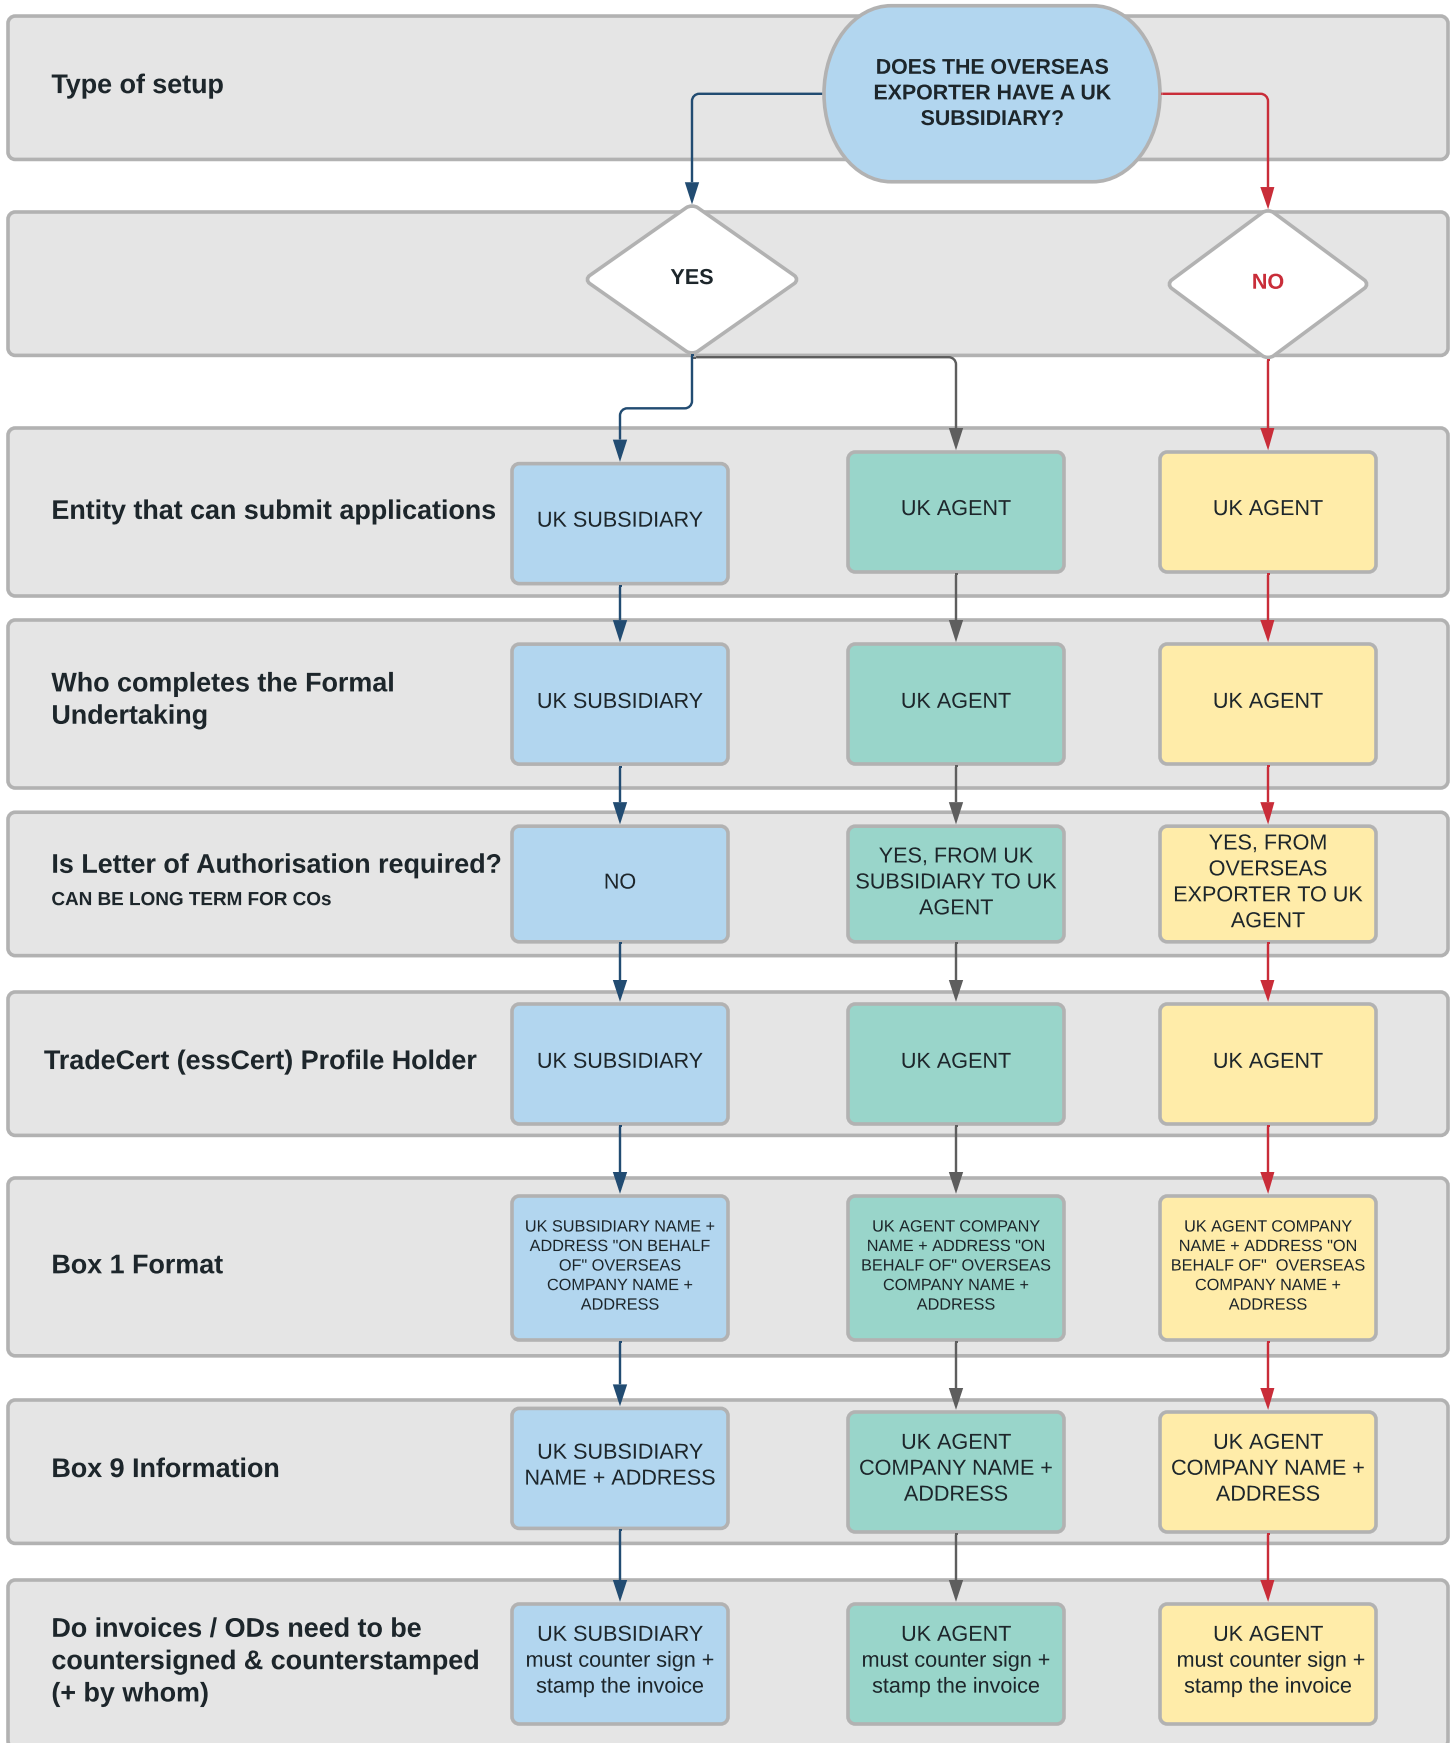 Type of setup
DOES THE OVERSEAS
EXPORTER HAVE A UK
SUBSIDIARY?
YES
NO
Entity that can submit applications
UK SUBSIDIARY
UK AGENT
UK AGENT
Who completes the Formal
Undertaking
UK SUBSIDIARY
UK AGENT
UK AGENT
Is Letter of Authorisation required?
CAN BE LONG TERM FOR COs
NO
YES, FROM UK
SUBSIDIARY TO UK
AGENT
YES, FROM
OVERSEAS
EXPORTER TO UK
AGENT
TradeCert (essCert) Profile Holder
UK SUBSIDIARY
UK AGENT
UK AGENT
Box 1 Format
UK SUBSIDIARY NAME +
ADDRESS "ON BEHALF
OF" OVERSEAS
COMPANY NAME +
ADDRESS
UK AGENT COMPANY
NAME + ADDRESS "ON
BEHALF OF" OVERSEAS
COMPANY NAME +
ADDRESS
UK AGENT COMPANY
NAME + ADDRESS "ON
BEHALF OF"  OVERSEAS
COMPANY NAME +
ADDRESS
Box 9 Information
UK SUBSIDIARY
NAME + ADDRESS
UK AGENT
COMPANY NAME +
ADDRESS
UK AGENT
COMPANY NAME +
ADDRESS
Do invoices / ODs need to be
countersigned & counterstamped
(+ by whom)
UK SUBSIDIARY
must counter sign +
stamp the invoice
UK AGENT
must counter sign +
stamp the invoice
UK AGENT
must counter sign +
stamp the invoice